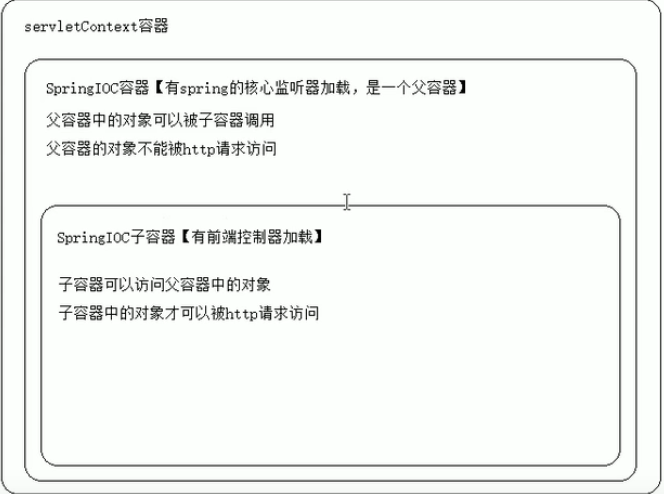 servletContext容器
SpringIOC容器【有spring的核心监听器加载，是一个父容器】
父容器中的对象可以被子容器调用
父容器的对象不能被http请求访问
SpringIOC子容器【有前端控制器加载】
子容器可以访问父容器中的对象
子容器中的对象才可以被http请求访问